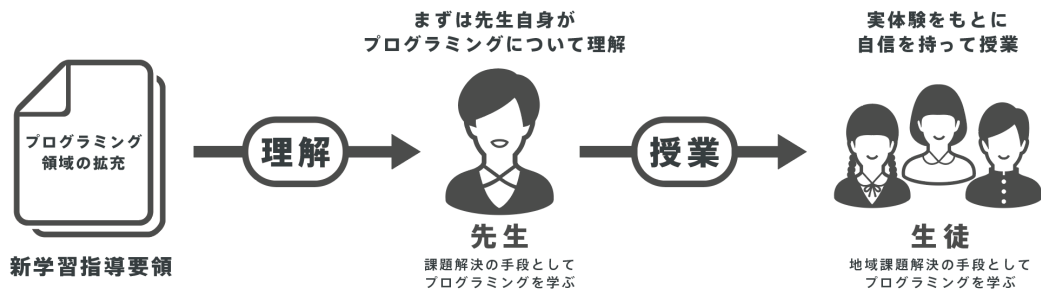 まずは先生自身が
プログラミングについて理解
実体験をもとに
自信を持って授業
プログラミング
領域の拡充
理解
授業
新学習指導要領
先生
課題解決の手段として
プログラミングを学ぶ
生徒
地域課題解決の手段として
プログラミングを学ぶ